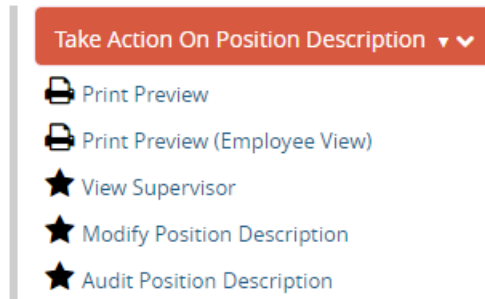 Take Action On Position Description
Print Preview
Print Preview (Employee View)
View Supervisor
Modify Position Description
Audit Position Description